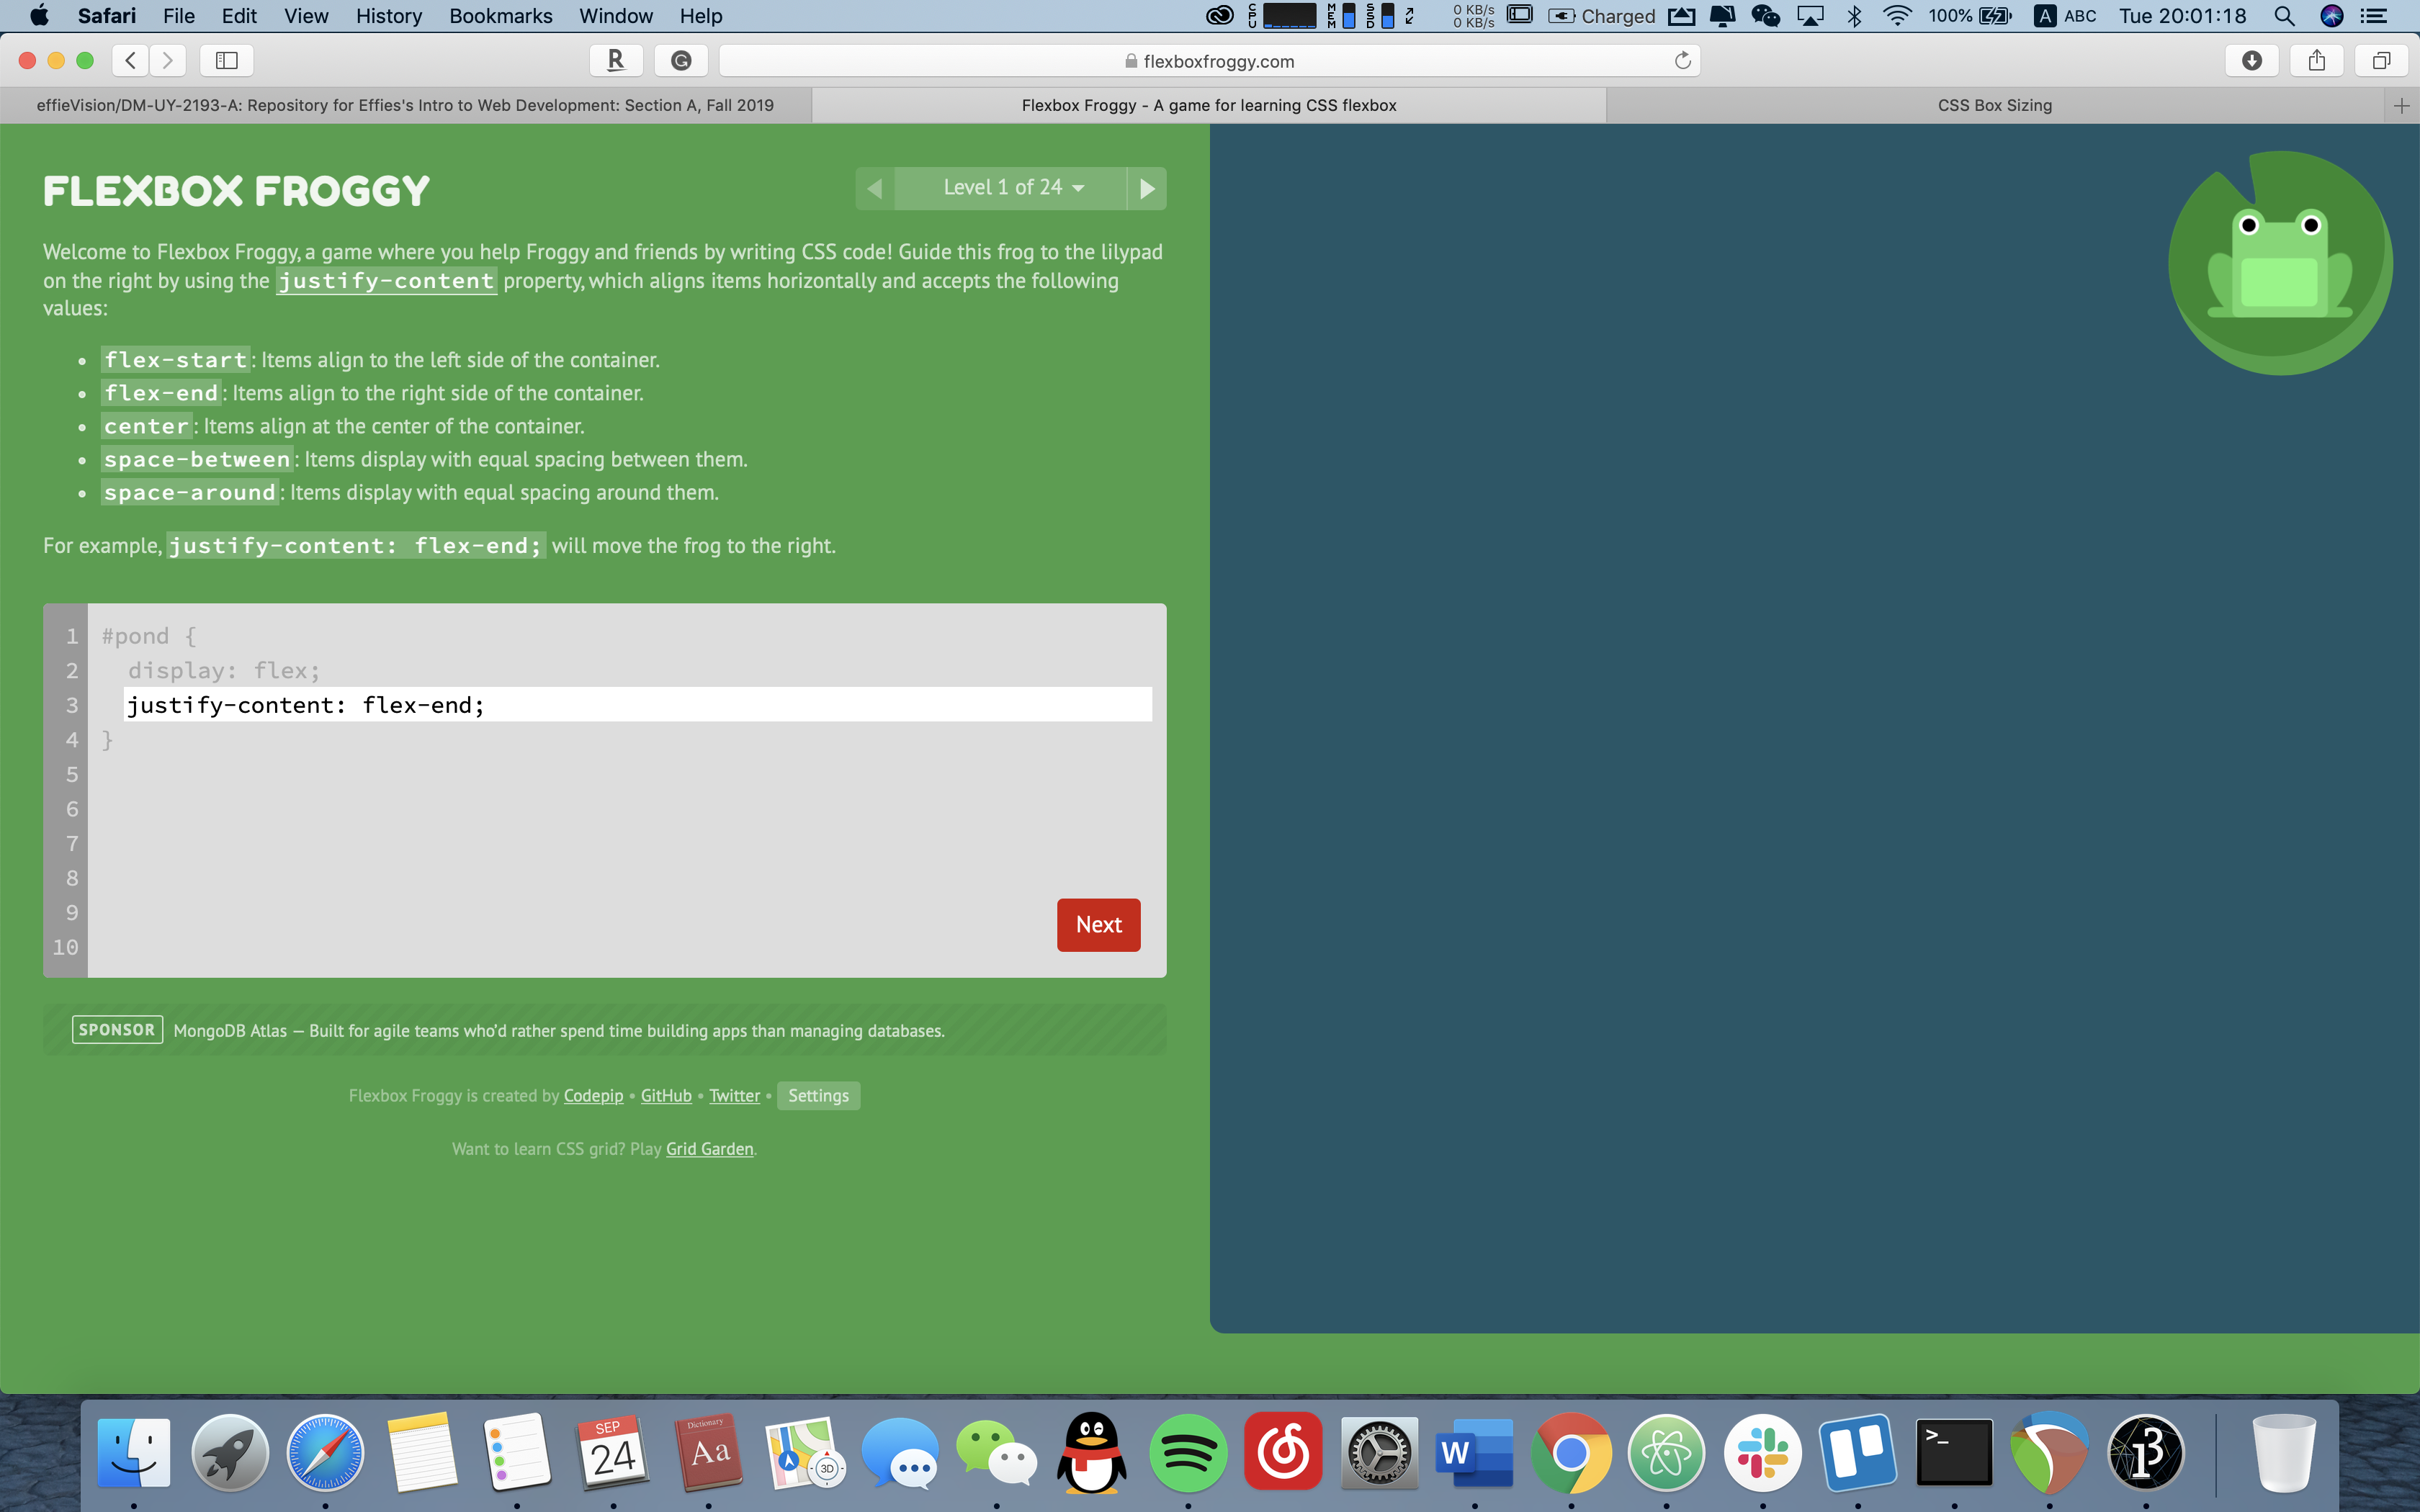 Safari File Edit View History Bookmarks Window Help
CPU MEM SSD 0 KB/s 0 KB/s Charged 100% A ABC Tue 20:01:18
R G flexboxfroggy.com
effieVision/DM-UY-2193-A: Repository for Effies's Intro to Web Development: Section A, Fall 2019
Flexbox Froggy - A game for learning CSS flexbox
CSS Box Sizing
FLEXBOX FROGGY
Level 1 of 24
Welcome to Flexbox Froggy, a game where you help Froggy and friends by writing CSS code! Guide this frog to the lilypad
on the right by using the justify-content property, which aligns items horizontally and accepts the following
values:
• flex-start: Items align to the left side of the container.
• flex-end: Items align to the right side of the container.
• center: Items align at the center of the container.
• space-between: Items display with equal spacing between them.
• space-around: Items display with equal spacing around them.
For example, justify-content: flex-end; will move the frog to the right.
1 #pond {
2 display: flex;
3 justify-content: flex-end;
4 }
5
6
7
8
9
10
Next
SPONSOR MongoDB Atlas — Built for agile teams who'd rather spend time building apps than managing databases.
Flexbox Froggy is created by Codepip • GitHub • Twitter • Settings
Want to learn CSS grid? Play Grid Garden.
SEP
24
Dictionary
Aa
3D
W
>_